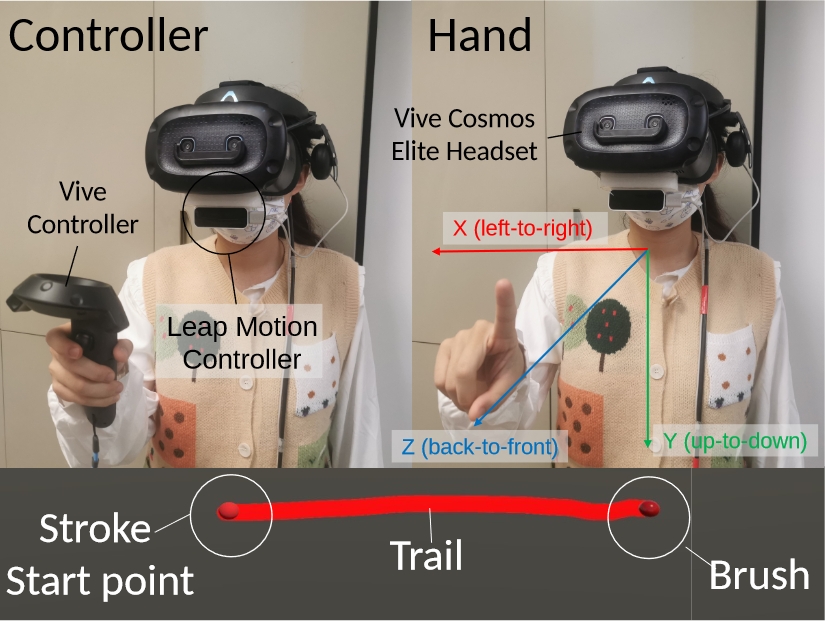 Controller
Hand
Vive Cosmos
Elite Headset
Vive
Controller
X (left-to-right)
Leap Motion
Controller
Z (back-to-front)
Y (up-to-down)
Stroke
Start point
Trail
Brush